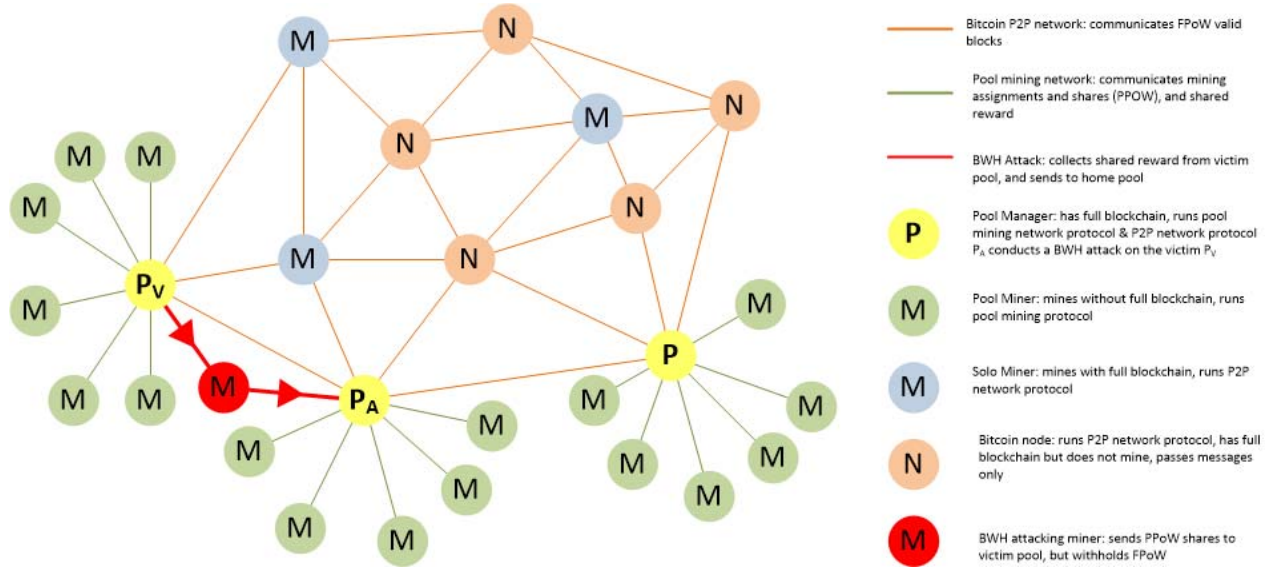 M
N
M
N
N
M
M
M
N
M
N
Pᵥ
M
M
P
M
M
M
P_A
M
M
M
M
M
M
M
M
M
M
Bitcoin P2P network: communicates FPoW valid
blocks
Pool mining network: communicates mining
assignments and shares (PPOW), and shared
reward
BWH Attack: collects shared reward from victim
pool, and sends to home pool
P
Pool Manager: has full blockchain, runs pool
mining network protocol & P2P network protocol
P_A conducts a BWH attack on the victim Pᵥ
M
Pool Miner: mines without full blockchain, runs
pool mining protocol
M
Solo Miner: mines with full blockchain, runs P2P
network protocol
N
Bitcoin node: runs P2P network protocol, has full
blockchain but does not mine, passes messages
only
M
BWH attacking miner: sends PPoW shares to
victim pool, but withholds FPoW